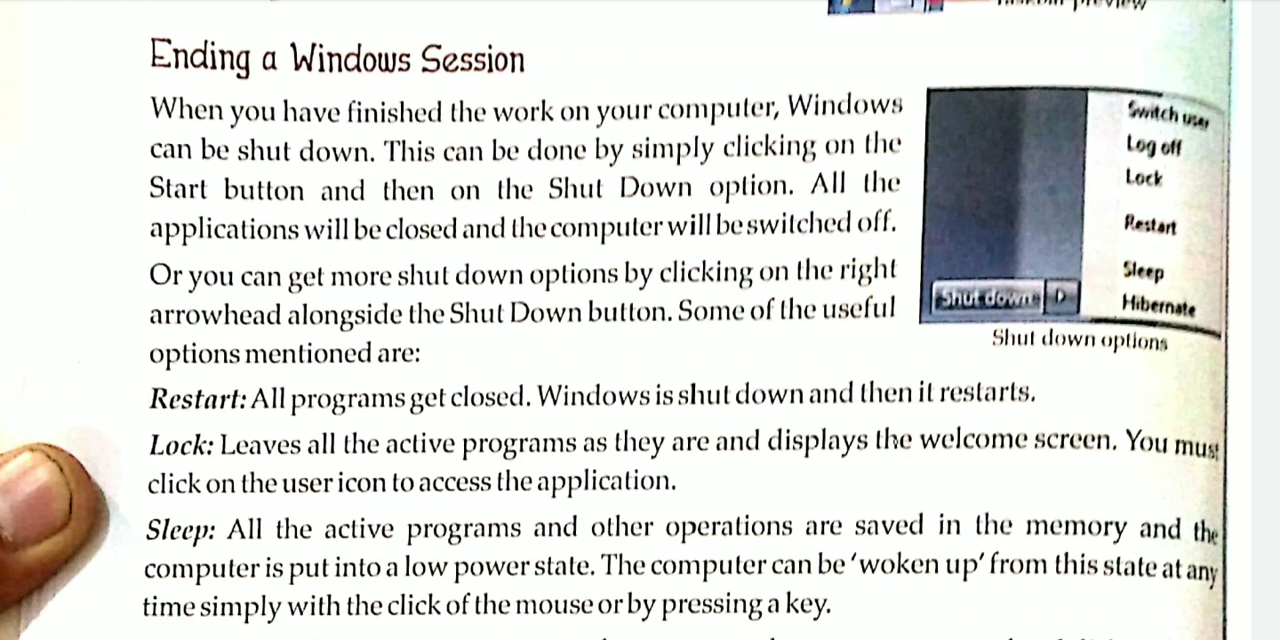 preview
Ending a Windows Session
When you have finished the work on your computer, Windows
can be shut down. This can be done by simply clicking on the
Start button and then on the Shut Down option. All the
applications will be closed and the computer will be switched off.
Or you can get more shut down options by clicking on the right
arrowhead alongside the Shut Down button. Some of the useful
options mentioned are:
Switch user
Log off
Lock
Restart
Sleep
Hibernate
Shut down
Shut down options
Restart: All programs get closed. Windows is shut down and then it restarts.
Lock: Leaves all the active programs as they are and displays the welcome screen. You must
click on the user icon to access the application.
Sleep: All the active programs and other operations are saved in the memory and the
computer is put into a low power state. The computer can be ‘woken up’ from this state at any
time simply with the click of the mouse or by pressing a key.